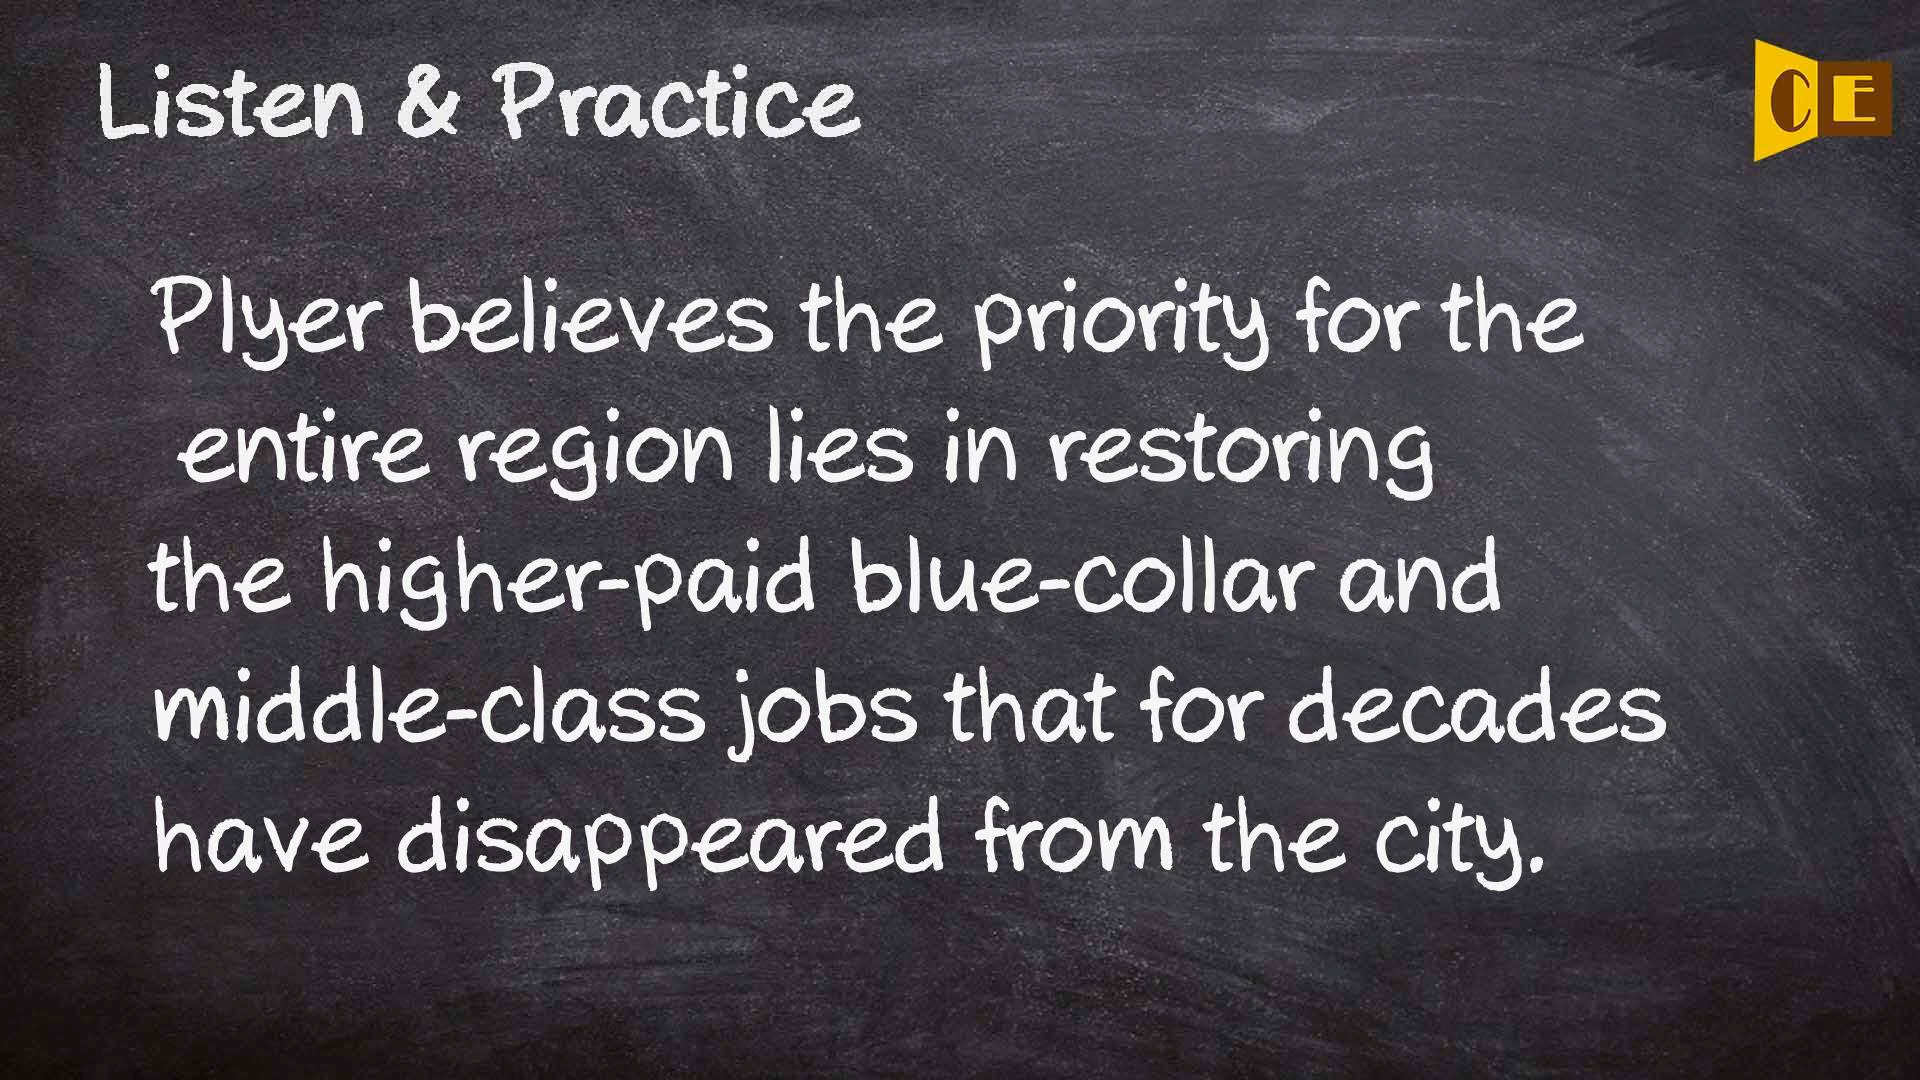 Listen & Practice
CE
Plyer believes the priority for the
entire region lies in restoring
the higher-paid blue-collar and
middle-class jobs that for decades
have disappeared from the city.